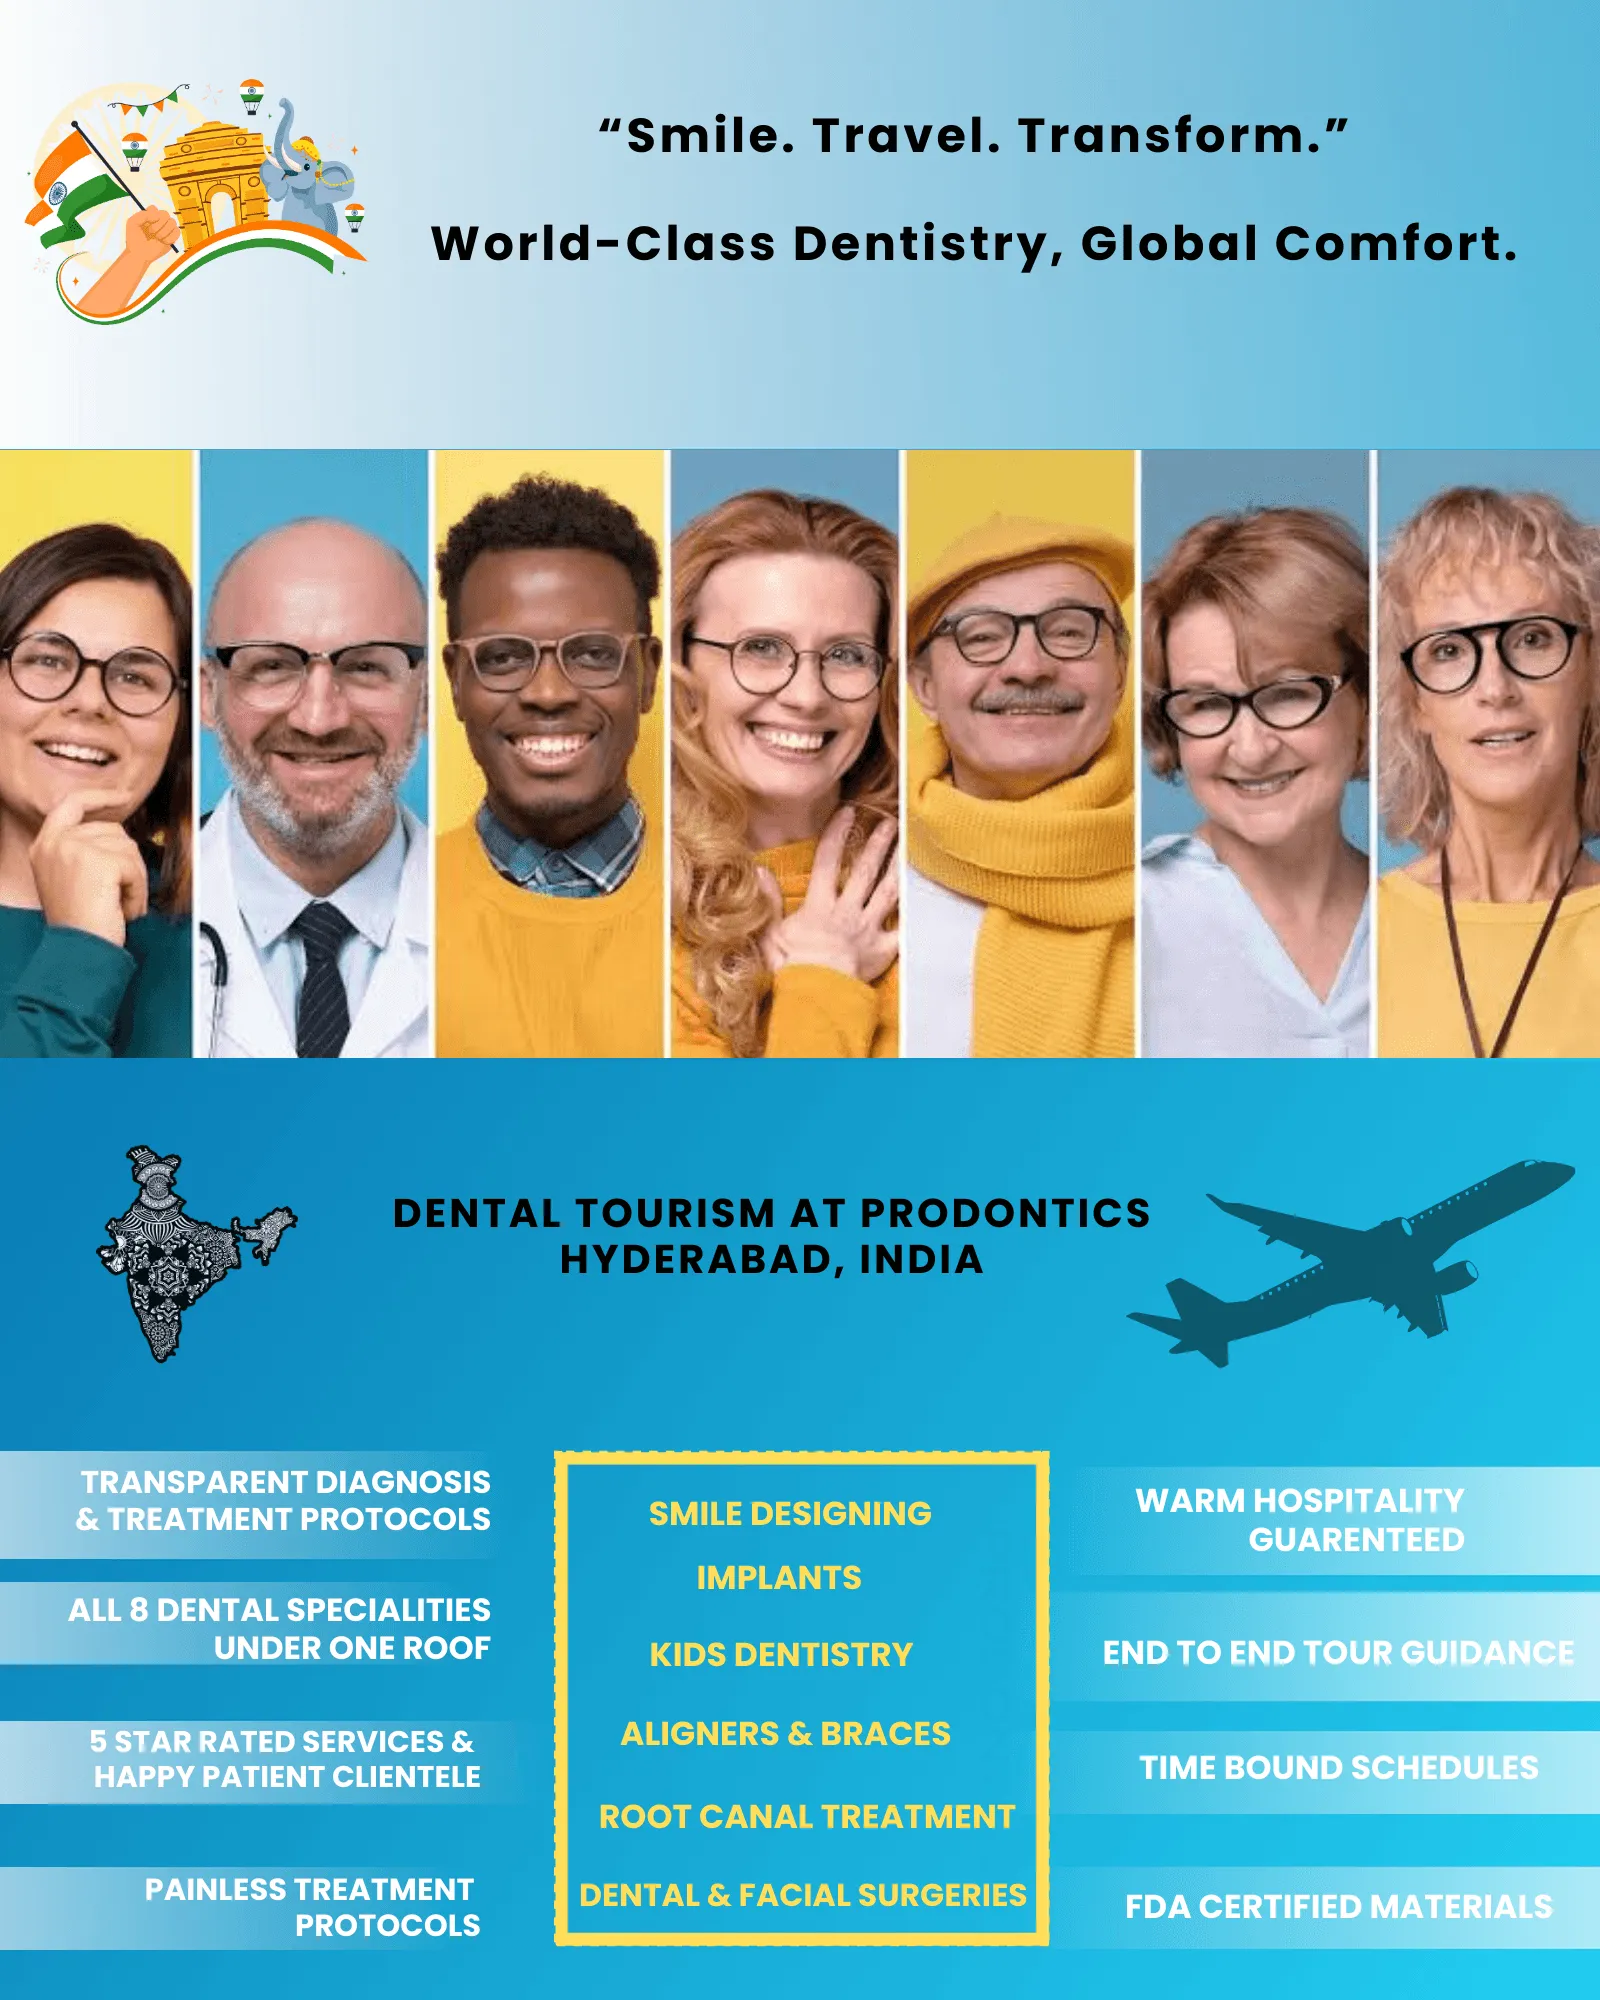 “Smile. Travel. Transform.”
World-Class Dentistry, Global Comfort.
DENTAL TOURISM AT PRODONTICS
HYDERABAD, INDIA
TRANSPARENT DIAGNOSIS
& TREATMENT PROTOCOLS
ALL 8 DENTAL SPECIALITIES
UNDER ONE ROOF
5 STAR RATED SERVICES &
HAPPY PATIENT CLIENTELE
PAINLESS TREATMENT
PROTOCOLS
SMILE DESIGNING
IMPLANTS
KIDS DENTISTRY
ALIGNERS & BRACES
ROOT CANAL TREATMENT
DENTAL & FACIAL SURGERIES
WARM HOSPITALITY
GUARENTEED
END TO END TOUR GUIDANCE
TIME BOUND SCHEDULES
FDA CERTIFIED MATERIALS